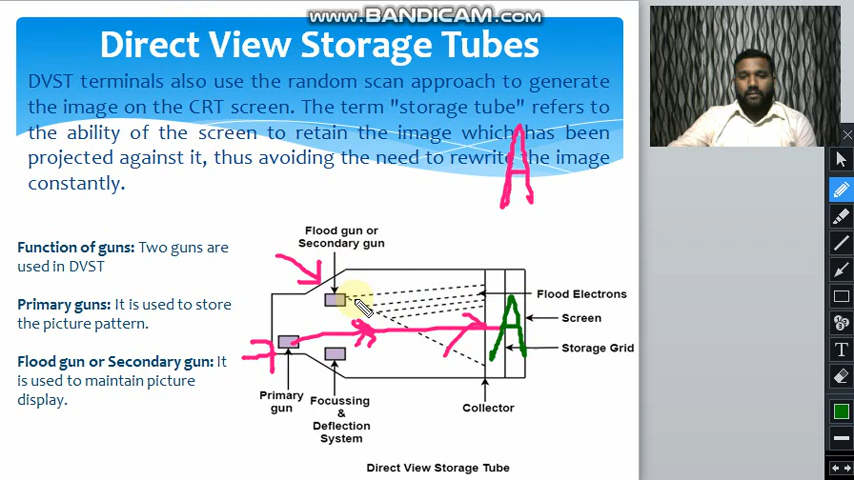 www.BANDICAM.com
Direct View Storage Tubes
DVST terminals also use the random scan approach to generate
the image on the CRT screen. The term "storage tube" refers to
the ability of the screen to retain the image which has been
projected against it, thus avoiding the need to rewrite the image
constantly.
A
Function of guns: Two guns are
used in DVST
Primary guns: It is used to store
the picture pattern.
Flood gun or Secondary gun: It
is used to maintain picture
display.
Flood gun or
Secondary gun
Flood Electrons
A
Screen
Storage Grid
Primary
gun
Focussing
&
Deflection
System
Collector
Direct View Storage Tube
T